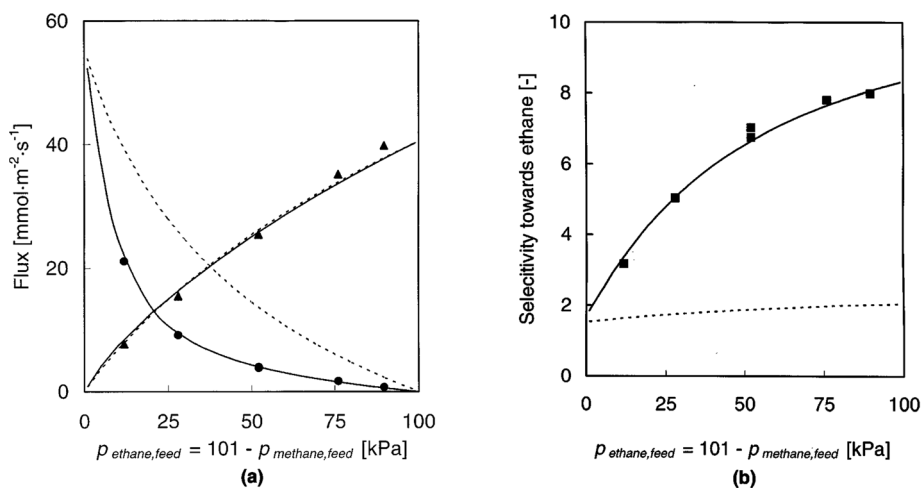 60
40
20
0
0 25 50 75 100
Flux [mmol·m-2·s-1]
p ethane,feed = 101 - p methane,feed [kPa]
(a)
10
8
6
4
2
0
0 25 50 75 100
Selecitivity towards ethane [-]
p ethane,feed = 101 - p methane,feed [kPa]
(b)